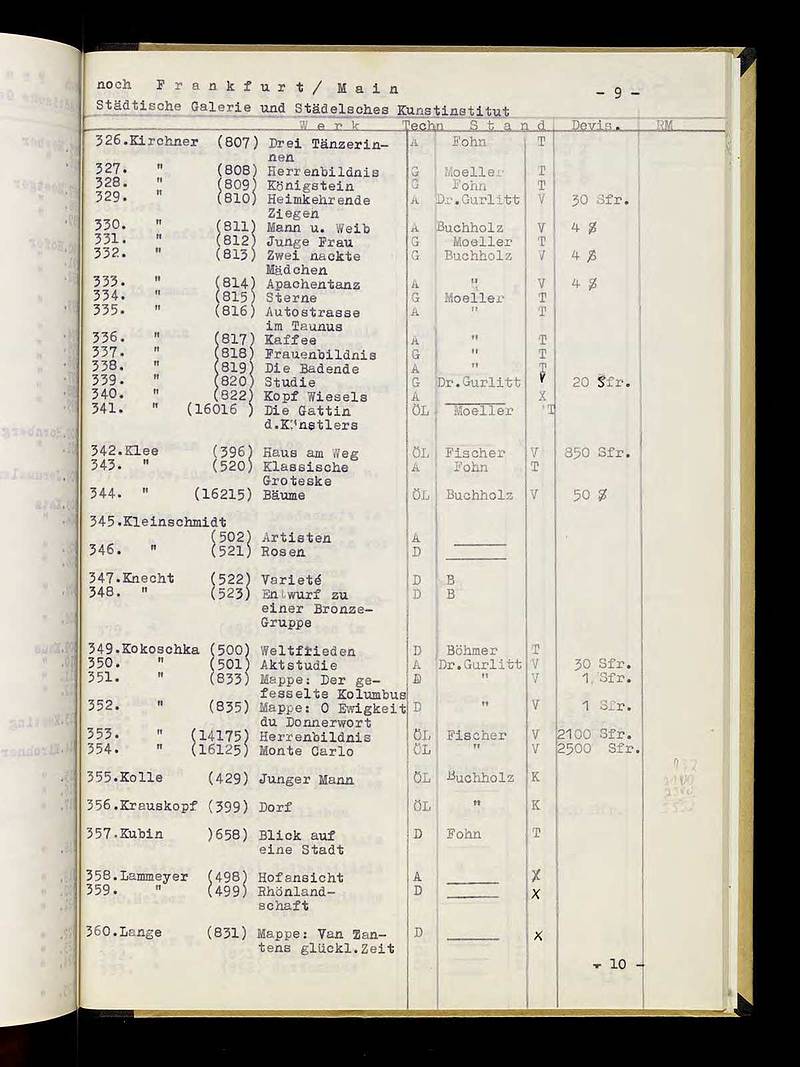 noch F r a n k f u r t / M a i n - 9 -
Städtische Galerie und Städelsches Kunstinstitut
W e r k Techn S t a n d Devis. RM
326.Kirchner (807) Drei Tänzerin- A Fohn T
nen
327. " (808) Herrenbildnis G Moeller T
328. " (809) Königstein G Fohn T
329. " (810) Heimkehrende A Dr.Gurlitt V 30 Sfr.
Ziegen
330. " (811) Mann u. Weib A Buchholz V 4 $
331. " (812) Junge Frau G Moeller T
332. " (813) Zwei nackte G Buchholz V 4 $
Mädchen
333. " (814) Apachentanz A " V 4 $
334. " (815) Sterne G Moeller T
335. " (816) Autostrasse A " T
im Taunus
336. " (817) Kaffee A " T
337. " (818) Frauenbildnis G " T
338. " (819) Die Badende A " T
339. " (820) Studie G Dr.Gurlitt V 20 Sfr.
340. " (822) Kopf Wiesels A ______ X
341. " (16016 ) Die Gattin ÖL Moeller 'T
d.Künstlers
342.Klee (396) Haus am Weg ÖL Fischer V 850 Sfr.
343. " (520) Klassische A Fohn T
Groteske
344. " (16215) Bäume ÖL Buchholz V 50 $
345.Kleinschmidt
(502) Artisten A ______
346. " (521) Rosen D ______
347.Knecht (522) Varieté D B
348. " (523) Entwurf zu D B
einer Bronze-
Gruppe
349.Kokoschka (500) Weltfrieden D Böhmer T
350. " (501) Aktstudie A Dr.Gurlitt V 30 Sfr.
351. " (833) Mappe: Der ge- D " V 1 Sfr.
fesselte Kolumbus
352. " (835) Mappe: O Ewigkeit D " V 1 Sfr.
du Donnerwort
353. " (14175) Herrenbildnis ÖL Fischer V 2100 Sfr.
354. " (16125) Monte Carlo ÖL " V 2500 Sfr.
355.Kolle (429) Junger Mann ÖL Buchholz K
356.Krauskopf (399) Dorf ÖL " K
357.Kubin )658) Blick auf D Fohn T
eine Stadt
358.Lammeyer (498) Hofansicht A ______ X
359. " (499) Rhönland- D ______ X
schaft
360.Lange (831) Mappe: Van Zan- D ______ X
tens glückl.Zeit
- 10 -